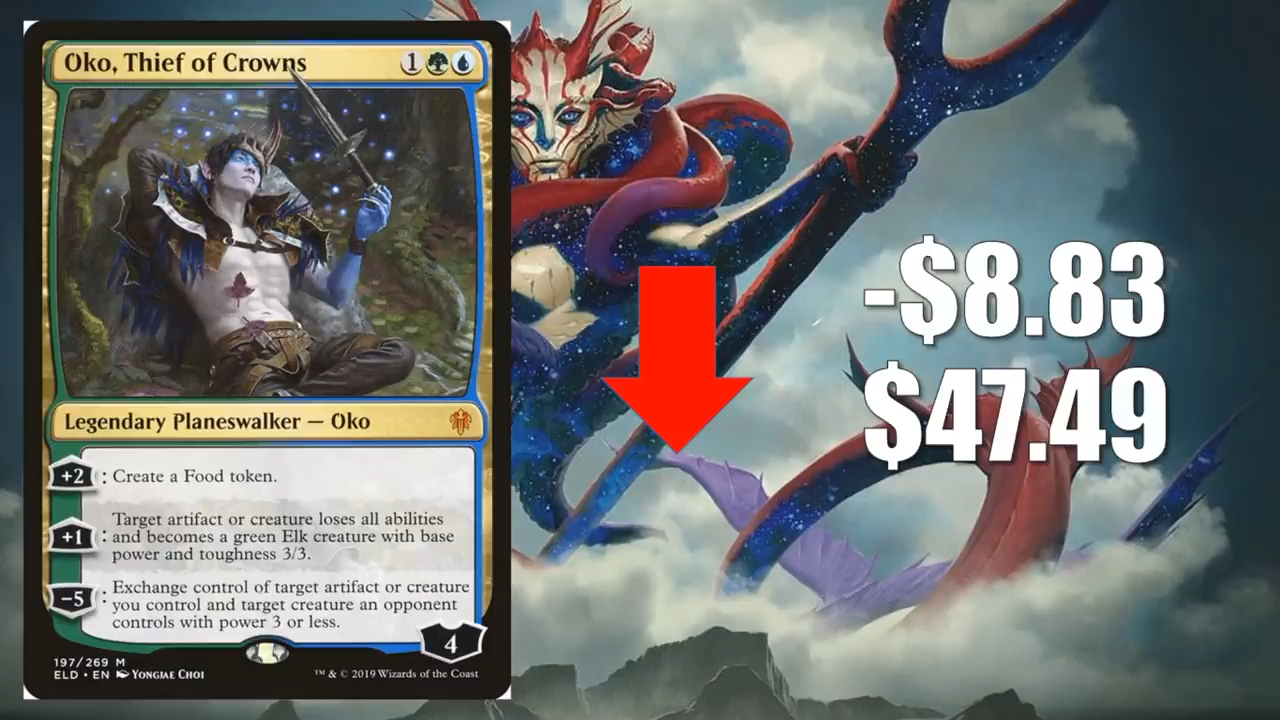 Oko, Thief of Crowns 1
Legendary Planeswalker — Oko
+2 : Create a Food token.
+1 : Target artifact or creature loses all abilities
and becomes a green Elk creature with base
power and toughness 3/3.
−5 : Exchange control of target artifact or creature
you control and target creature an opponent
controls with power 3 or less.
4
197/269 M
ELD • EN Yongjae Choi
™ & © 2019 Wizards of the Coast
-$8.83
$47.49